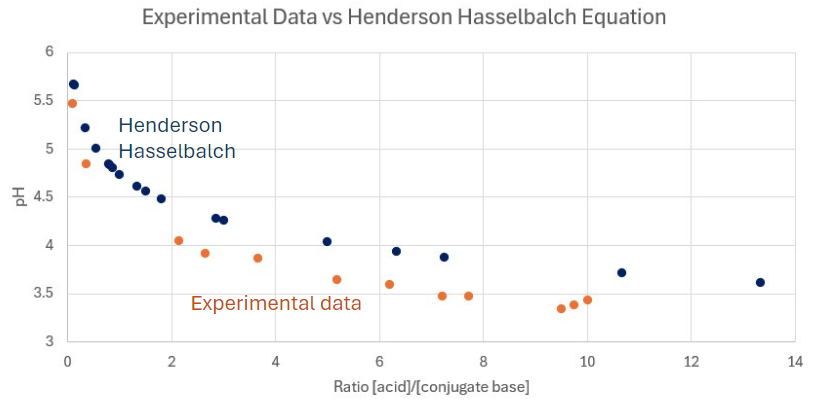 Experimental Data vs Henderson Hasselbalch Equation
6
5.5
5
4.5
4
3.5
3
pH
Henderson
Hasselbalch
Experimental data
0 2 4 6 8 10 12 14
Ratio [acid]/[conjugate base]